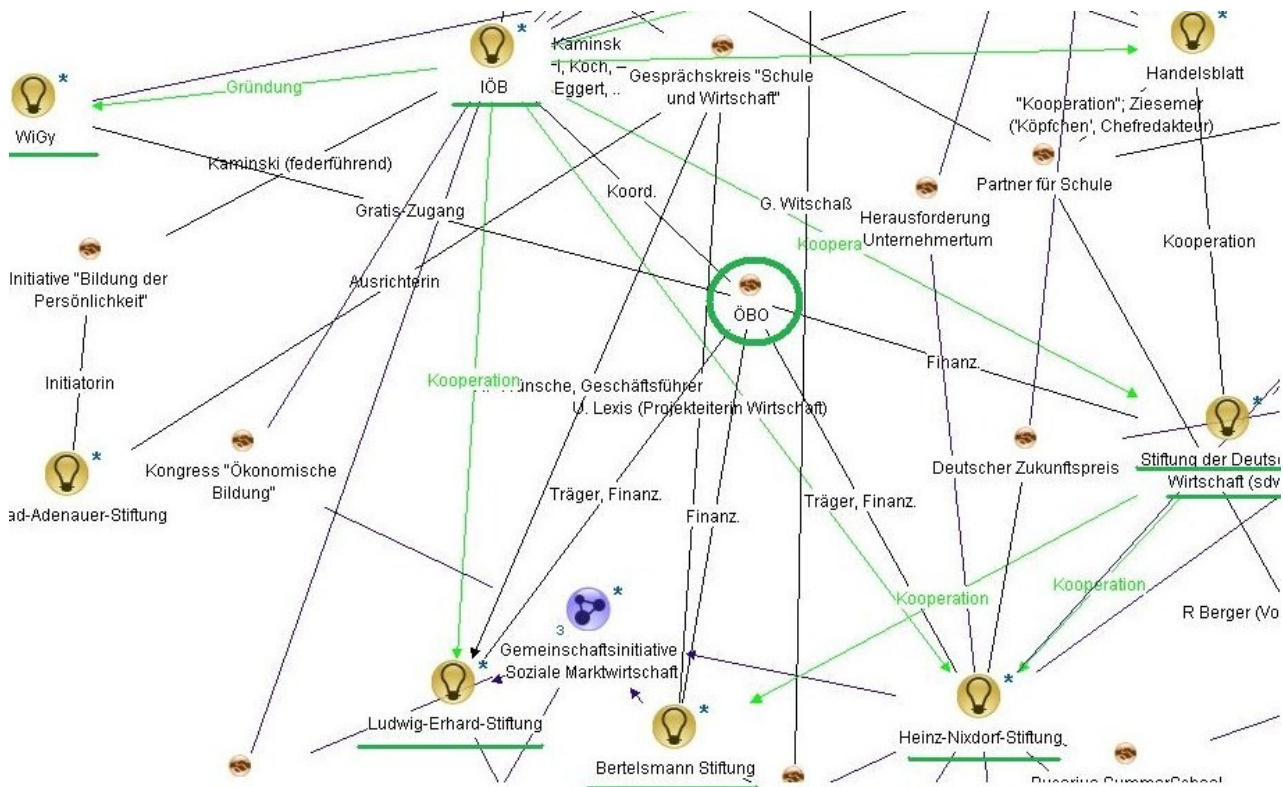 IÖB
Kaminsk
-I, Koch, –
Eggert, ..
Gesprächskreis "Schule
und Wirtschaft"
Handelsblatt
Gründung
WiGy
"Kooperation"; Ziesemer
('Köpfchen', Chefredakteur)
Kaminski (federführend)
Koord.
Partner für Schule
Gratis-Zugang
G. Witschaß
Herausforderung
Unternehmertum
Koopera
Kooperation
Initiative "Bildung der
Persönlichkeit"
Ausrichterin
ÖBO
Finanz.
Initiatorin
Kooperation
nsche, Geschäftsführer
U. Lexis (Projekteiterin Wirtschaft)
Kongress "Ökonomische
Bildung"
Deutscher Zukunftspreis
Stiftung der Deuts
Wirtschaft (sdw
ad-Adenauer-Stiftung
Träger, Finanz.
Finanz.
Träger, Finanz.
Kooperation
Kooperation
R Berger (Vo
3
Gemeinschaftsinitiative
Soziale Marktwirtschaft
Ludwig-Erhard-Stiftung
Bertelsmann Stiftung
Heinz-Nixdorf-Stiftung